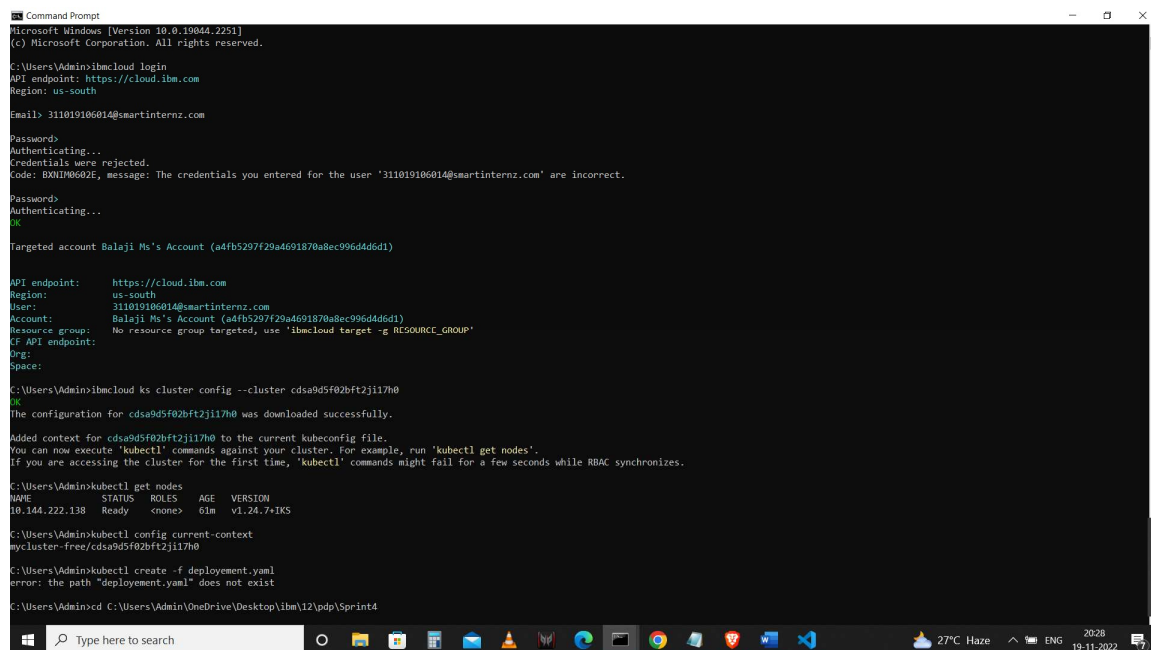 Command Prompt
Microsoft Windows [Version 10.0.19044.2251]
(c) Microsoft Corporation. All rights reserved.
C:\Users\Admin>ibmcloud login
API endpoint: https://cloud.ibm.com
Region: us-south
Email> 311019106014@smartinternz.com
Password>
Authenticating...
Credentials were rejected.
Code: BXNIM0602E, message: The credentials you entered for the user '311019106014@smartinternz.com' are incorrect.
Password>
Authenticating...
OK
Targeted account Balaji Ms's Account (a4fb5297f29a4691870a8ec996d4d6d1)
API endpoint: https://cloud.ibm.com
Region: us-south
User: 311019106014@smartinternz.com
Account: Balaji Ms's Account (a4fb5297f29a4691870a8ec996d4d6d1)
Resource group: No resource group targeted, use 'ibmcloud target -g RESOURCE_GROUP'
CF API endpoint:
Org:
Space:
C:\Users\Admin>ibmcloud ks cluster config --cluster cdsa9d5f02bft2ji17h0
OK
The configuration for cdsa9d5f02bft2ji17h0 was downloaded successfully.
Added context for cdsa9d5f02bft2ji17h0 to the current kubeconfig file.
You can now execute 'kubectl' commands against your cluster. For example, run 'kubectl get nodes'.
If you are accessing the cluster for the first time, 'kubectl' commands might fail for a few seconds while RBAC synchronizes.
C:\Users\Admin>kubectl get nodes
NAME STATUS ROLES AGE VERSION
10.144.222.138 Ready <none> 61m v1.24.7+IKS
C:\Users\Admin>kubectl config current-context
mycluster-free/cdsa9d5f02bft2ji17h0
C:\Users\Admin>kubectl create -f deployement.yaml
error: the path "deployement.yaml" does not exist
C:\Users\Admin>cd C:\Users\Admin\OneDrive\Desktop\ibm\12\pdp\Sprint4
Type here to search
27°C Haze
ENG
20:28
19-11-2022